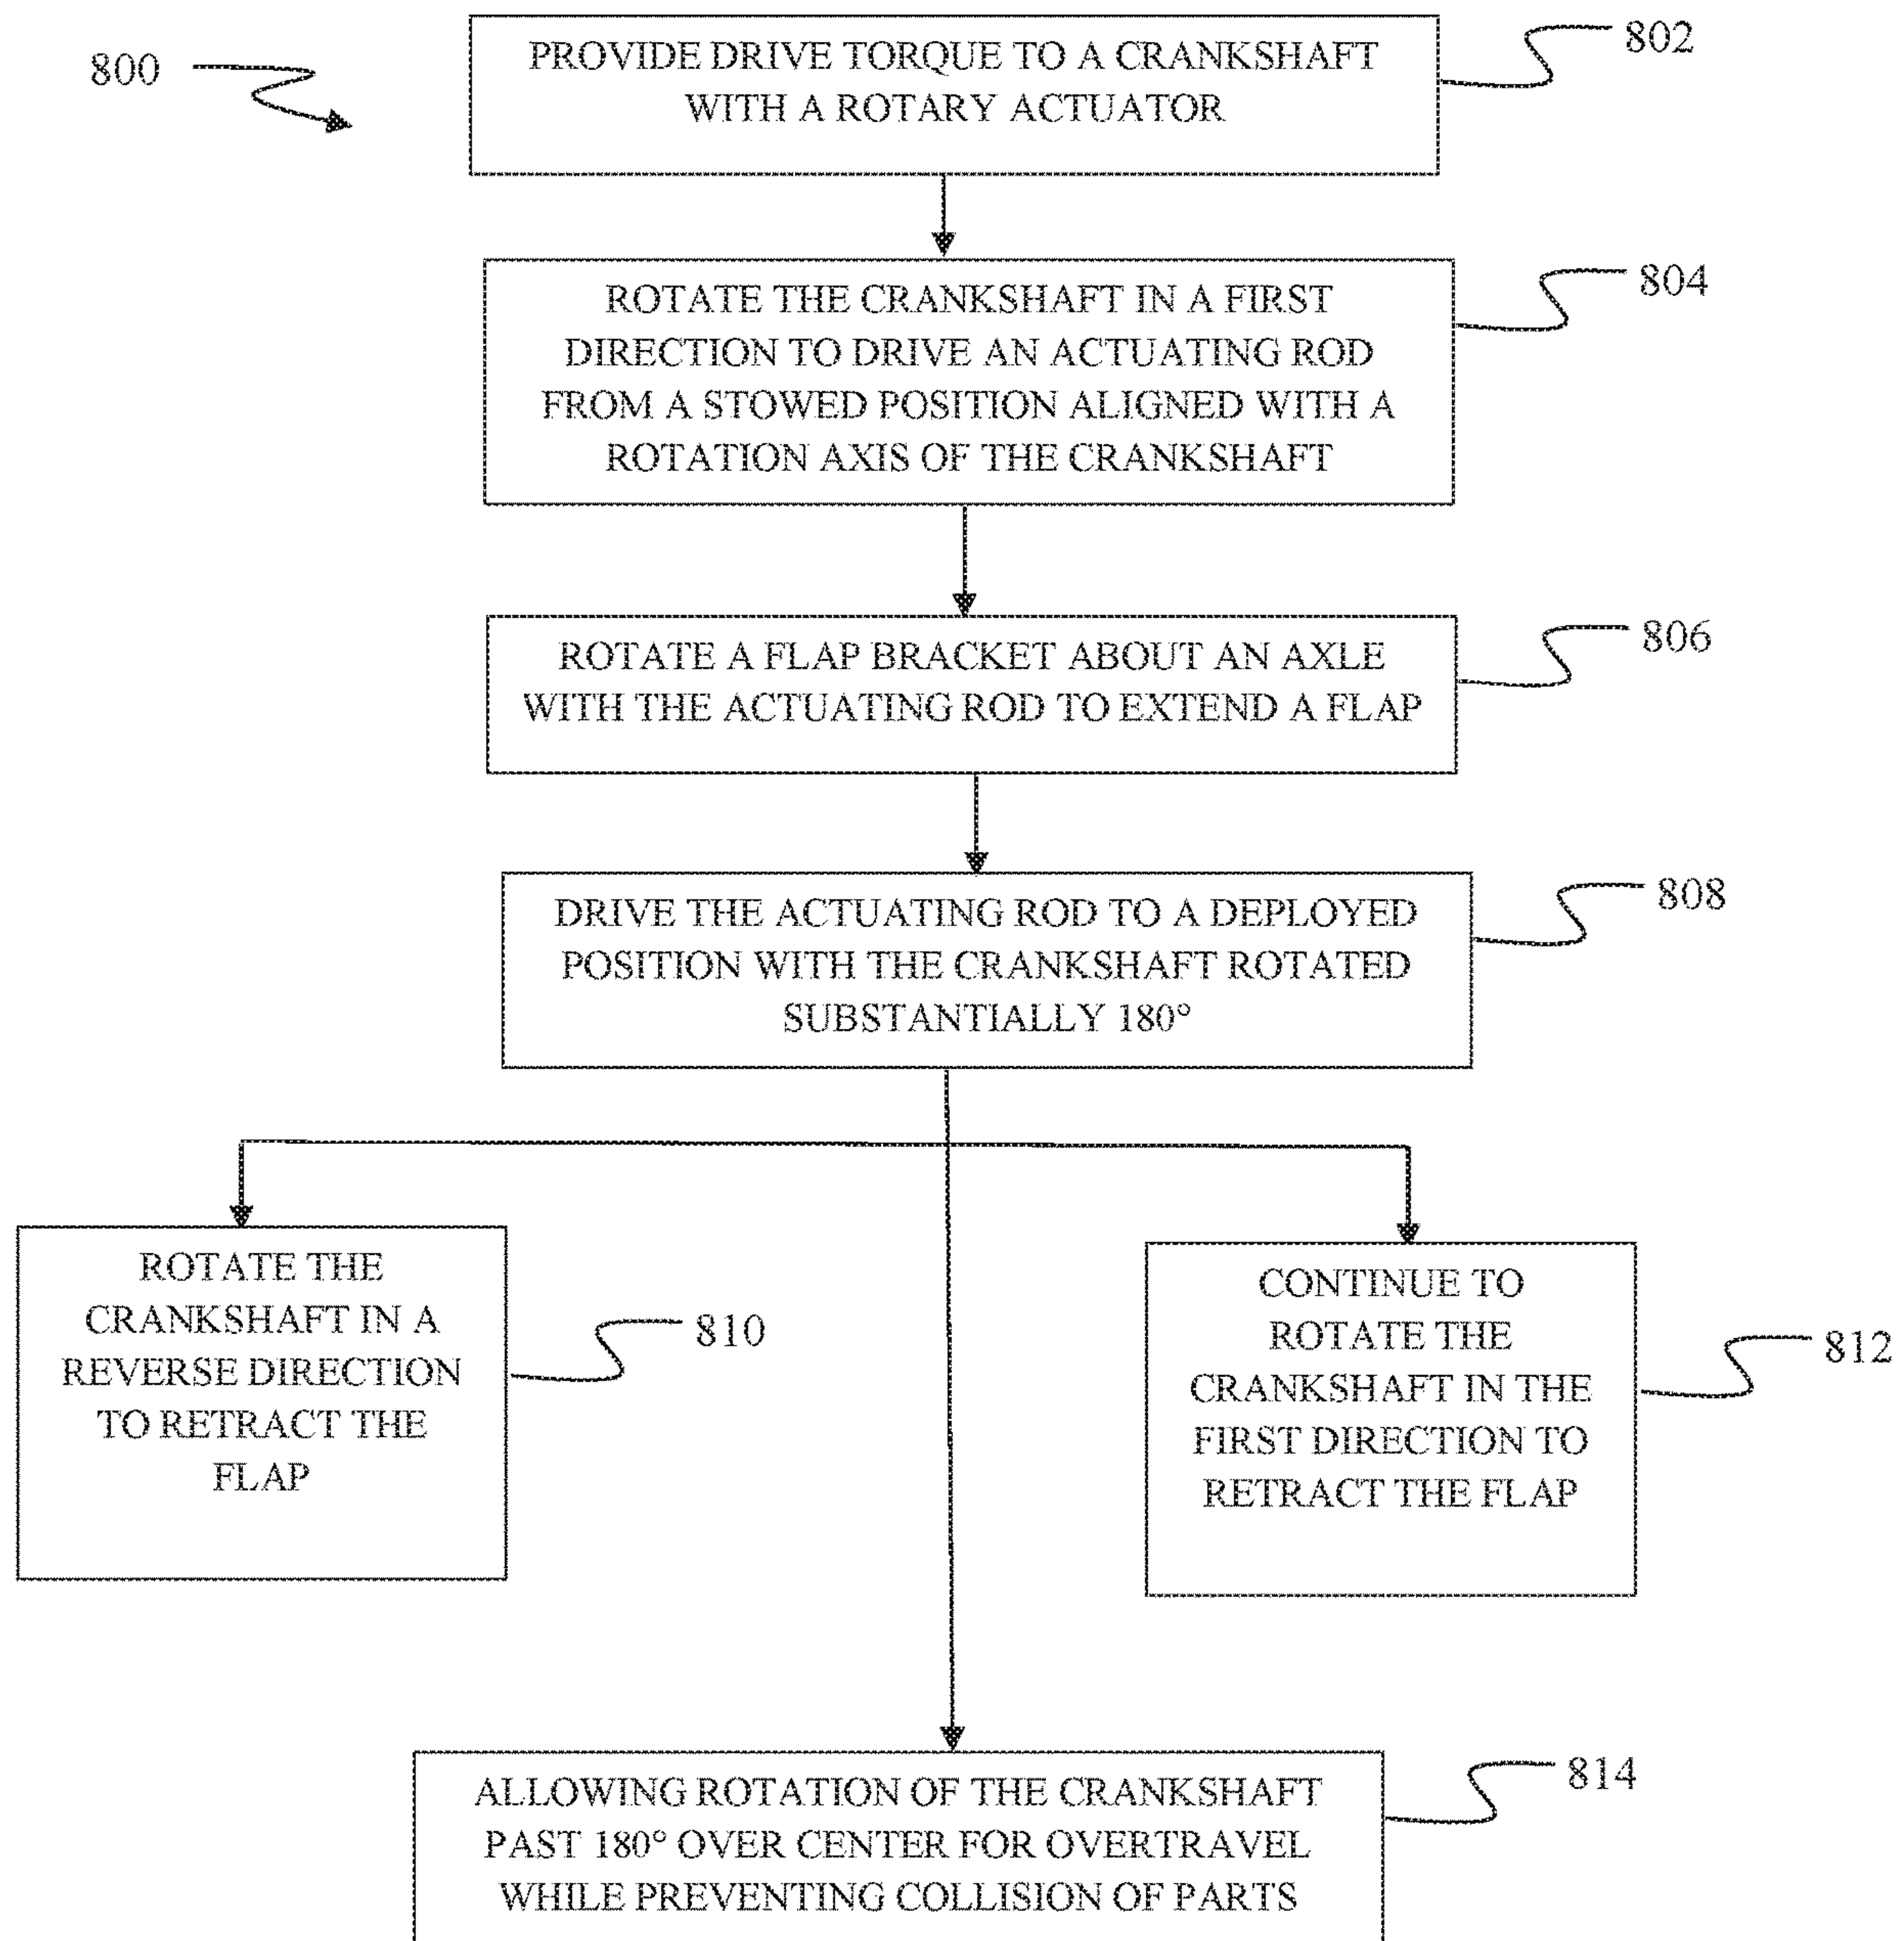 800
PROVIDE DRIVE TORQUE TO A CRANKSHAFT
WITH A ROTARY ACTUATOR
802
ROTATE THE CRANKSHAFT IN A FIRST
DIRECTION TO DRIVE AN ACTUATING ROD
FROM A STOWED POSITION ALIGNED WITH A
ROTATION AXIS OF THE CRANKSHAFT
804
ROTATE A FLAP BRACKET ABOUT AN AXLE
WITH THE ACTUATING ROD TO EXTEND A FLAP
806
DRIVE THE ACTUATING ROD TO A DEPLOYED
POSITION WITH THE CRANKSHAFT ROTATED
SUBSTANTIALLY 180°
808
ROTATE THE
CRANKSHAFT IN A
REVERSE DIRECTION
TO RETRACT THE
FLAP
810
CONTINUE TO
ROTATE THE
CRANKSHAFT IN THE
FIRST DIRECTION TO
RETRACT THE FLAP
812
ALLOWING ROTATION OF THE CRANKSHAFT
PAST 180° OVER CENTER FOR OVERTRAVEL
WHILE PREVENTING COLLISION OF PARTS
814